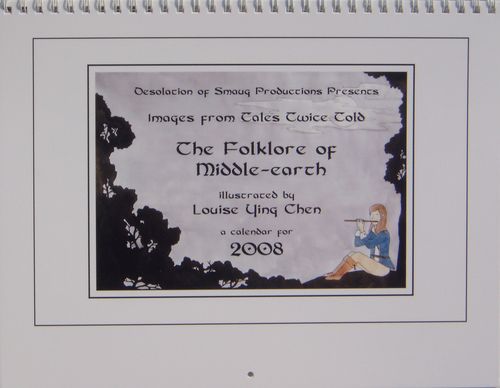 Desolation of Smaug Productions Presents
Images from Tales Twice Told
The Folklore of
Middle-earth
illustrated by
Louise Ying Chen
a calendar for
2008